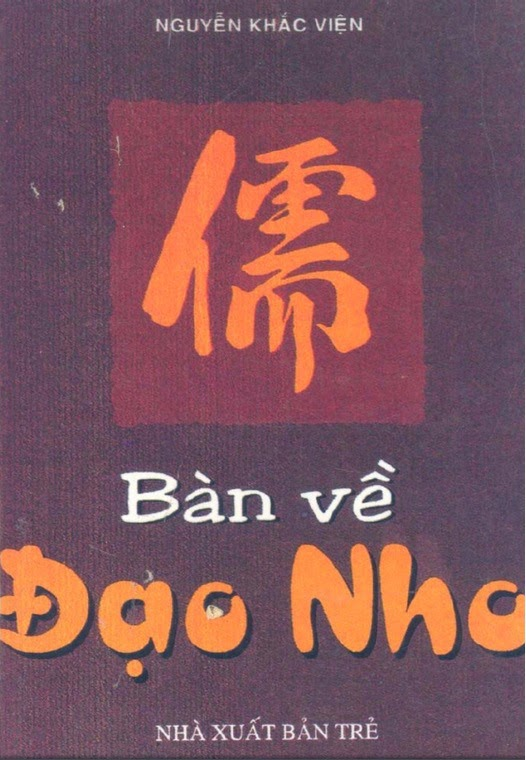 NGUYỄN KHẮC VIỆN
儒
Bàn về
Đạo Nho
NHÀ XUẤT BẢN TRẺ